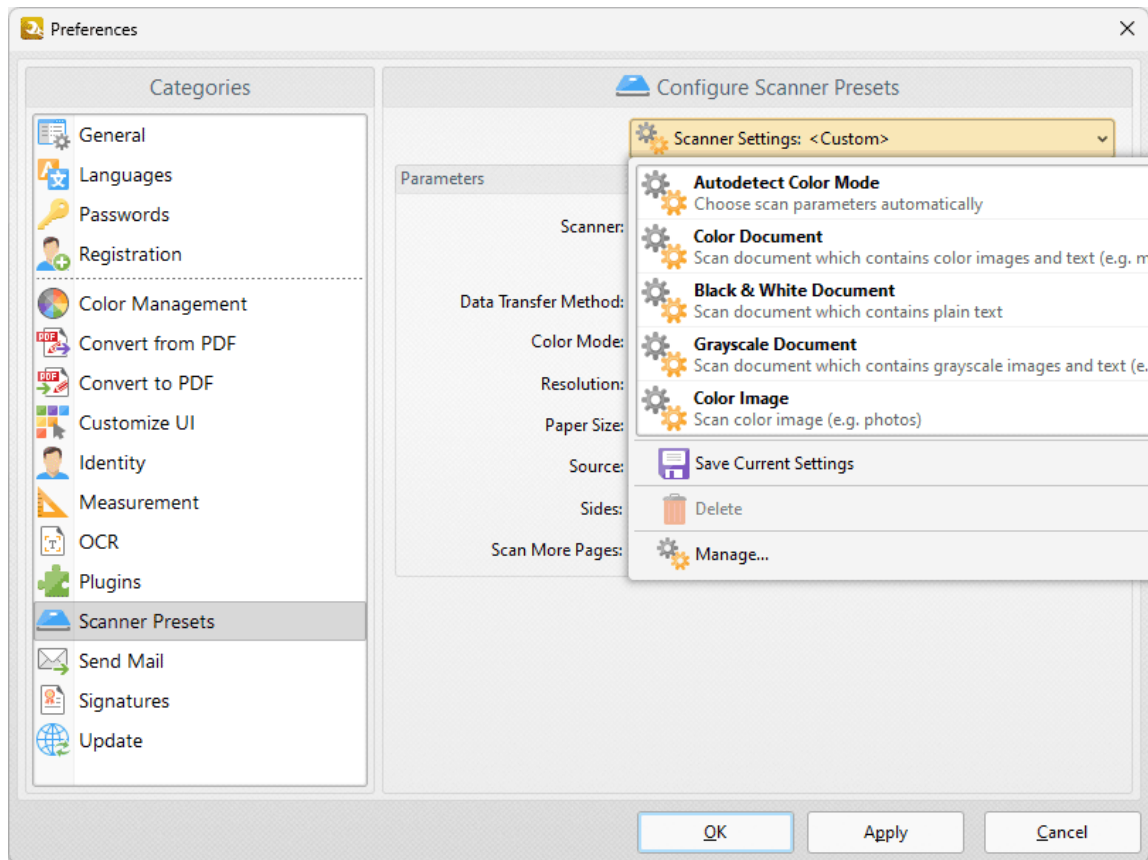 Preferences
Categories
General
Languages
Passwords
Registration
Color Management
Convert from PDF
Convert to PDF
Customize UI
Identity
Measurement
OCR
Plugins
Scanner Presets
Send Mail
Signatures
Update
Configure Scanner Presets
Scanner Settings: <Custom>
Parameters
Scanner:
Data Transfer Method:
Color Mode:
Resolution:
Paper Size:
Source:
Sides:
Scan More Pages:
Autodetect Color Mode
Choose scan parameters automatically
Color Document
Scan document which contains color images and text (e.g. m
Black & White Document
Scan document which contains plain text
Grayscale Document
Scan document which contains grayscale images and text (e.
Color Image
Scan color image (e.g. photos)
Save Current Settings
Delete
Manage...
OK
Apply
Cancel